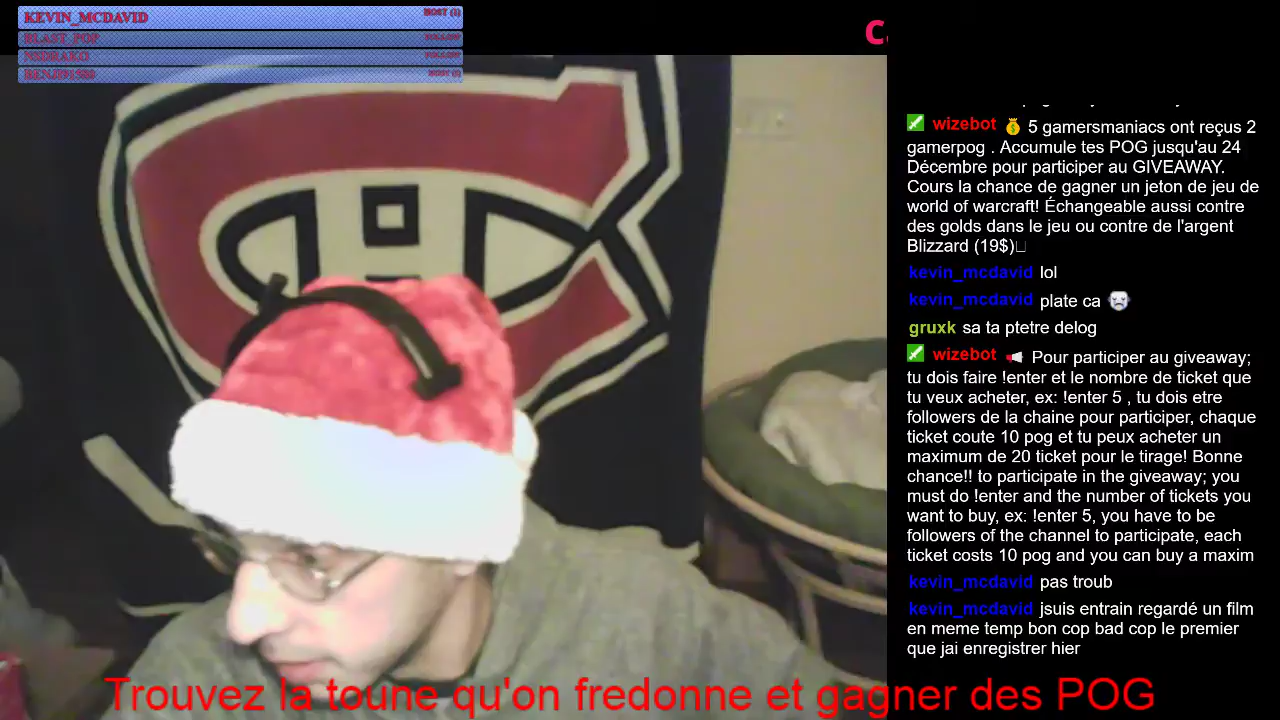 KEVIN_MCDAVID HOST (1)
BLAST_POP FOLLOW
NSDRAKO FOLLOW
BENJI91580 HOST (1)
wizebot 5 gamersmaniacs ont reçus 2
gamerpog . Accumule tes POG jusqu'au 24
Décembre pour participer au GIVEAWAY.
Cours la chance de gagner un jeton de jeu de
world of warcraft! Échangeable aussi contre
des golds dans le jeu ou contre de l'argent
Blizzard (19$)
kevin_mcdavid lol
kevin_mcdavid plate ca
gruxk sa ta ptetre delog
wizebot Pour participer au giveaway;
tu dois faire !enter et le nombre de ticket que
tu veux acheter, ex: !enter 5 , tu dois etre
followers de la chaine pour participer, chaque
ticket coute 10 pog et tu peux acheter un
maximum de 20 ticket pour le tirage! Bonne
chance!! to participate in the giveaway; you
must do !enter and the number of tickets you
want to buy, ex: !enter 5, you have to be
followers of the channel to participate, each
ticket costs 10 pog and you can buy a maxim
kevin_mcdavid pas troub
kevin_mcdavid jsuis entrain regardé un film
en meme temp bon cop bad cop le premier
que jai enregistrer hier
Trouvez la toune qu'on fredonne et gagner des POG